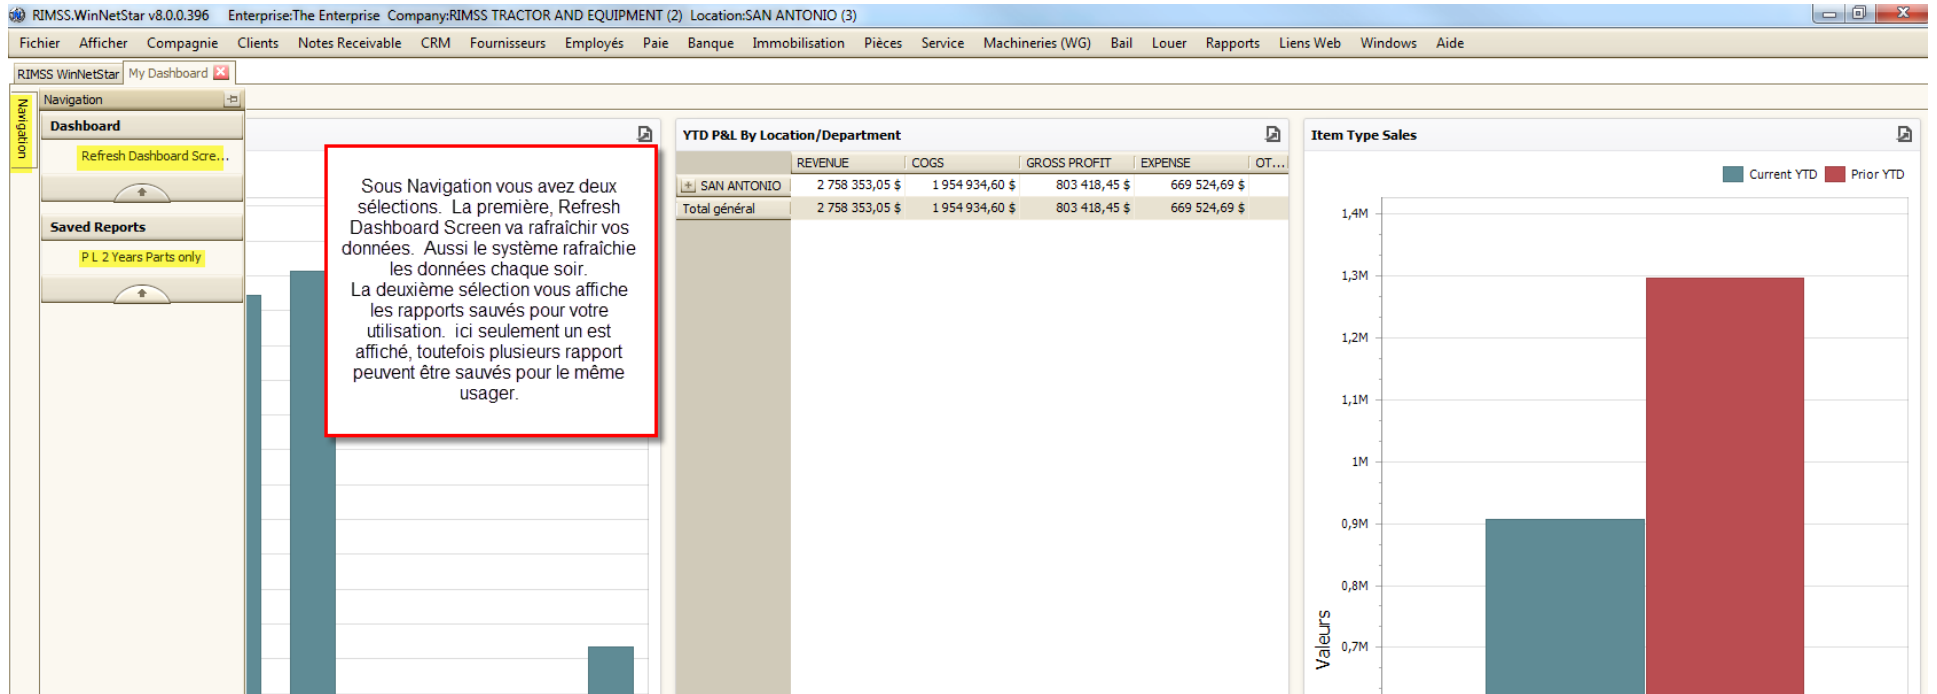 RIMSS.WinNetStar v8.0.0.396 Enterprise:The Enterprise Company:RIMSS TRACTOR AND EQUIPMENT (2) Location:SAN ANTONIO (3)
Fichier Afficher Compagnie Clients Notes Receivable CRM Fournisseurs Employés Paie Banque Immobilisation Pièces Service Machineries (WG) Bail Louer Rapports Liens Web Windows Aide
RIMSS WinNetStar My Dashboard
Navigation
Navigation
Dashboard
Refresh Dashboard Scre...
Saved Reports
P L 2 Years Parts only
Sous Navigation vous avez deux
sélections. La première, Refresh
Dashboard Screen va rafraîchir vos
données. Aussi le système rafraîchie
les données chaque soir.
La deuxième sélection vous affiche
les rapports sauvés pour votre
utilisation. ici seulement un est
affiché, toutefois plusieurs rapport
peuvent être sauvés pour le même
usager.
YTD P&L By Location/Department
REVENUE COGS GROSS PROFIT EXPENSE OT...
SAN ANTONIO 2 758 353,05 $ 1 954 934,60 $ 803 418,45 $ 669 524,69 $
Total général 2 758 353,05 $ 1 954 934,60 $ 803 418,45 $ 669 524,69 $
Item Type Sales
Current YTD Prior YTD
1,4M
1,3M
1,2M
1,1M
1M
0,9M
0,8M
0,7M
Valeurs